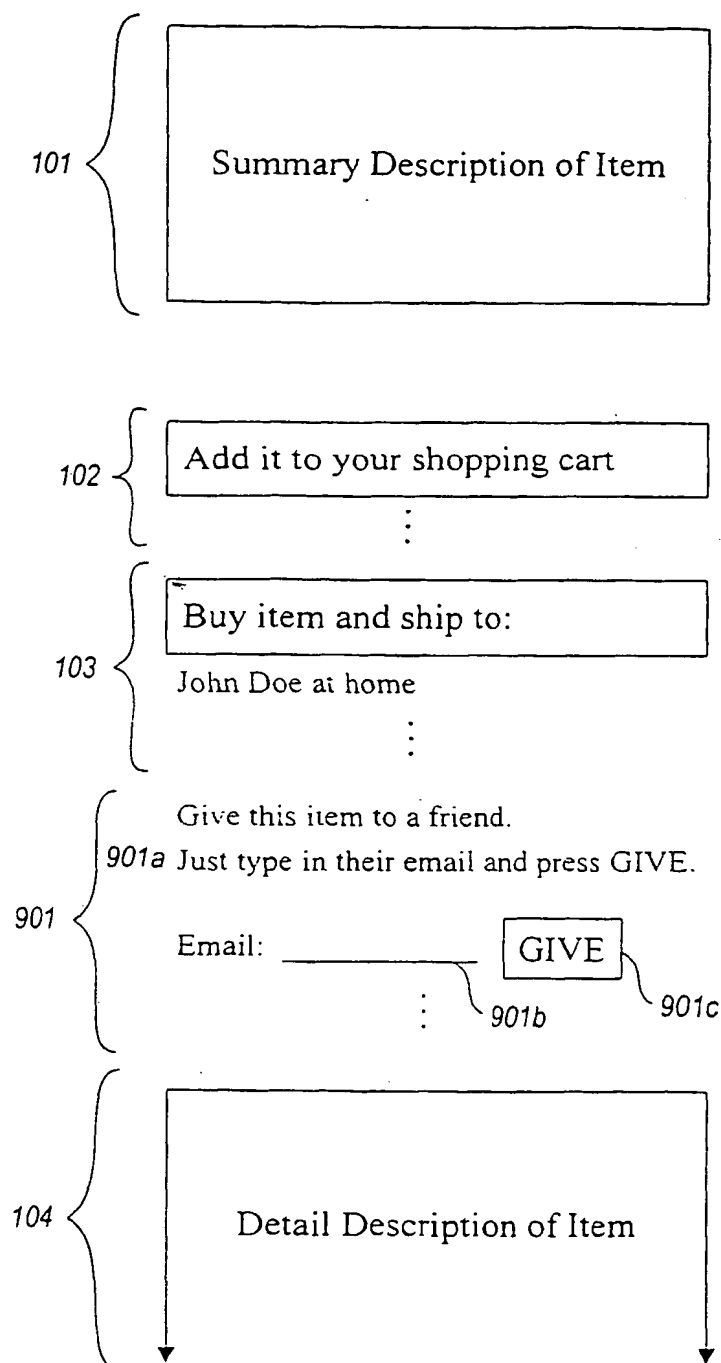 101 Summary Description of Item
102 Add it to your shopping cart
103 Buy item and ship to:
John Doe at home
Give this item to a friend.
901a Just type in their email and press GIVE.
901 Email: GIVE
901b 901c
104 Detail Description of Item